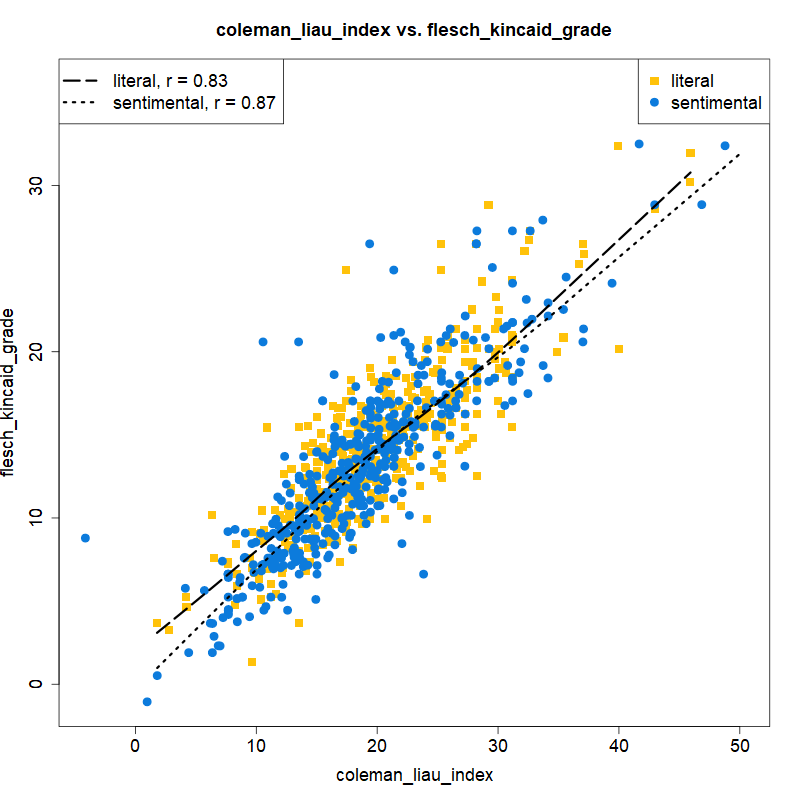 coleman_liau_index vs. flesch_kincaid_grade
literal, r = 0.83
sentimental, r = 0.87
literal
sentimental
flesch_kincaid_grade
30
20
10
0
0 10 20 30 40 50
coleman_liau_index